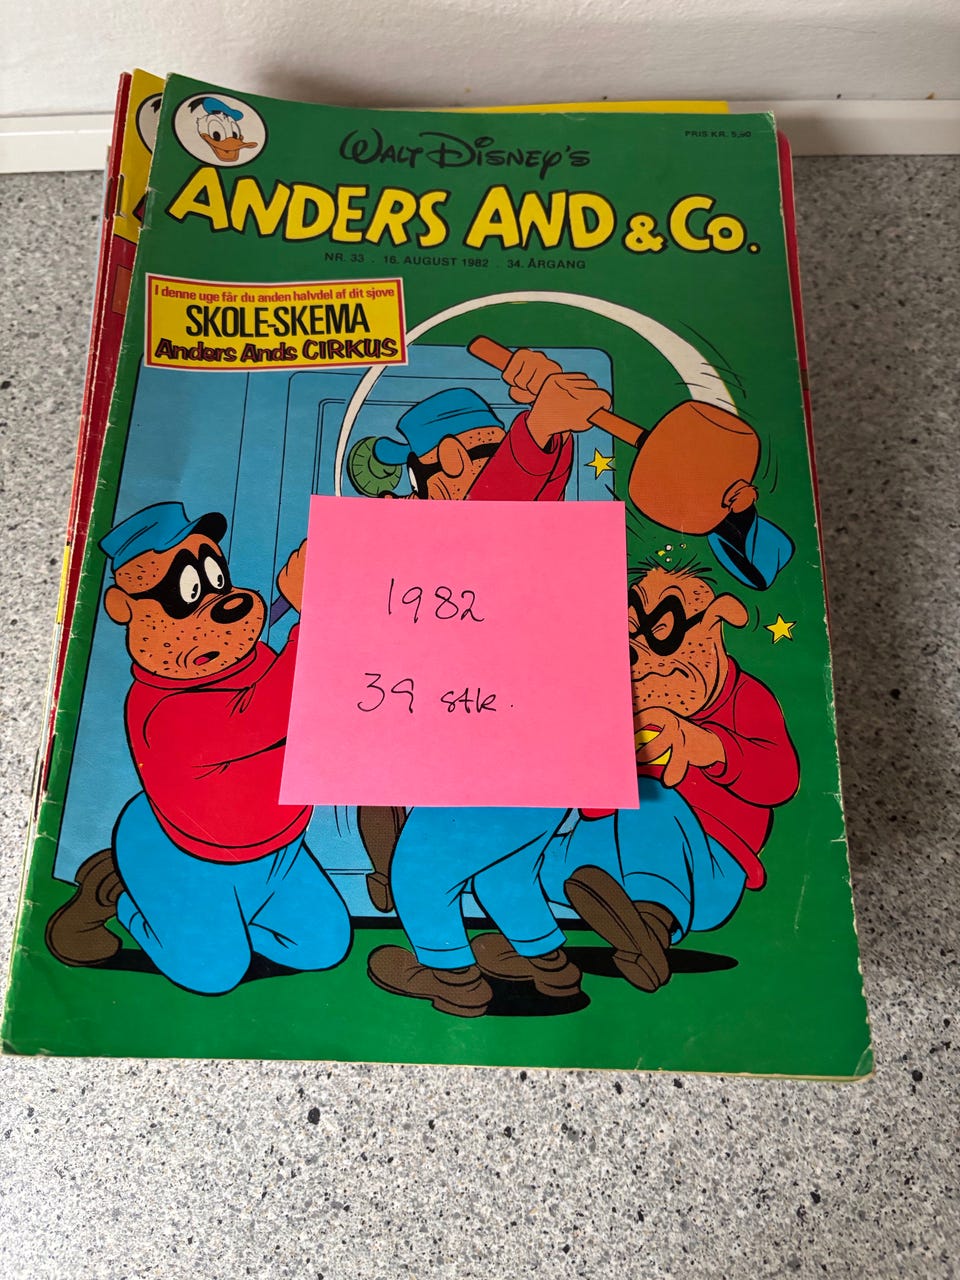 PRIS KR. 5,90
WALT DISNEY'S
ANDERS AND & Co.
NR. 33 . 16. AUGUST 1982 . 34. ÅRGANG
I denne uge får du anden halvdel af dit sjove
SKOLE-SKEMA
Anders Ands CIRKUS
1982
39 stk.